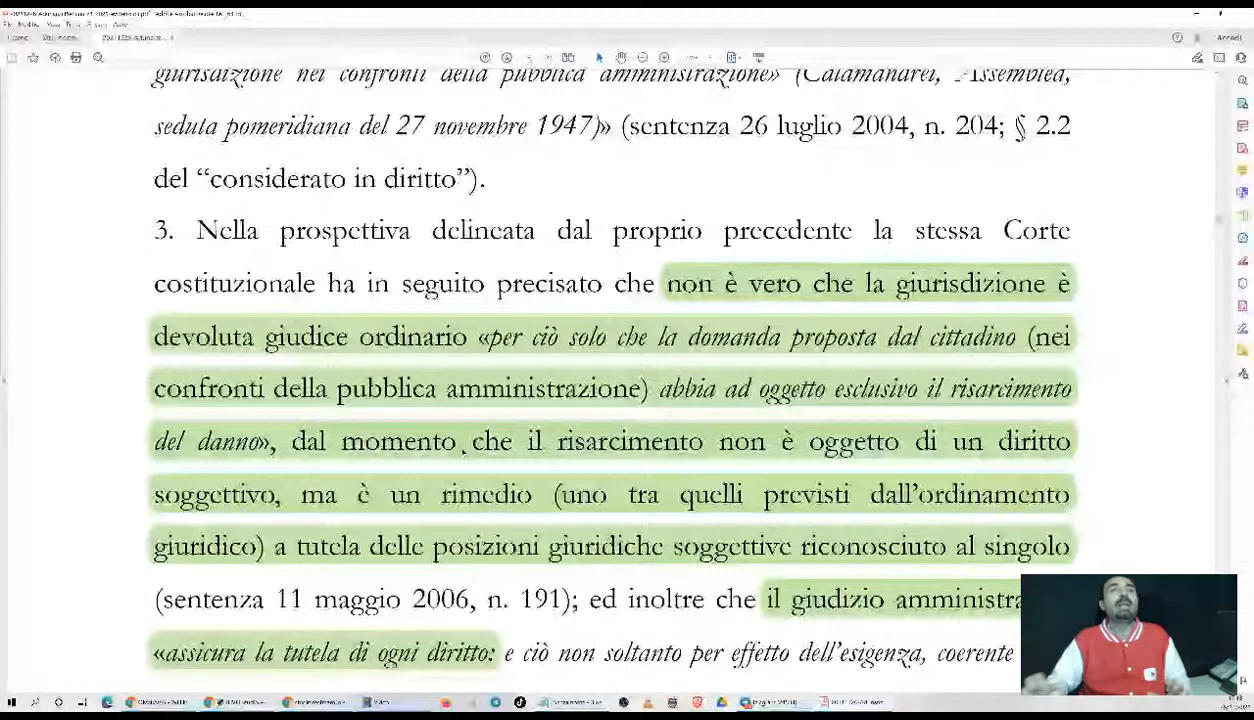 giurisdizione nei confronti della pubblica amministrazione» (Calamandrei, Assemblea,
seduta pomeridiana del 27 novembre 1947)» (sentenza 26 luglio 2004, n. 204; § 2.2
del “considerato in diritto”).
3. Nella prospettiva delineata dal proprio precedente la stessa Corte
costituzionale ha in seguito precisato che non è vero che la giurisdizione è
devoluta giudice ordinario «per ciò solo che la domanda proposta dal cittadino (nei
confronti della pubblica amministrazione) abbia ad oggetto esclusivo il risarcimento
del danno», dal momento che il risarcimento non è oggetto di un diritto
soggettivo, ma è un rimedio (uno tra quelli previsti dall’ordinamento
giuridico) a tutela delle posizioni giuridiche soggettive riconosciuto al singolo
(sentenza 11 maggio 2006, n. 191); ed inoltre che il giudizio amministra
«assicura la tutela di ogni diritto: e ciò non soltanto per effetto dell’esigenza, coerente